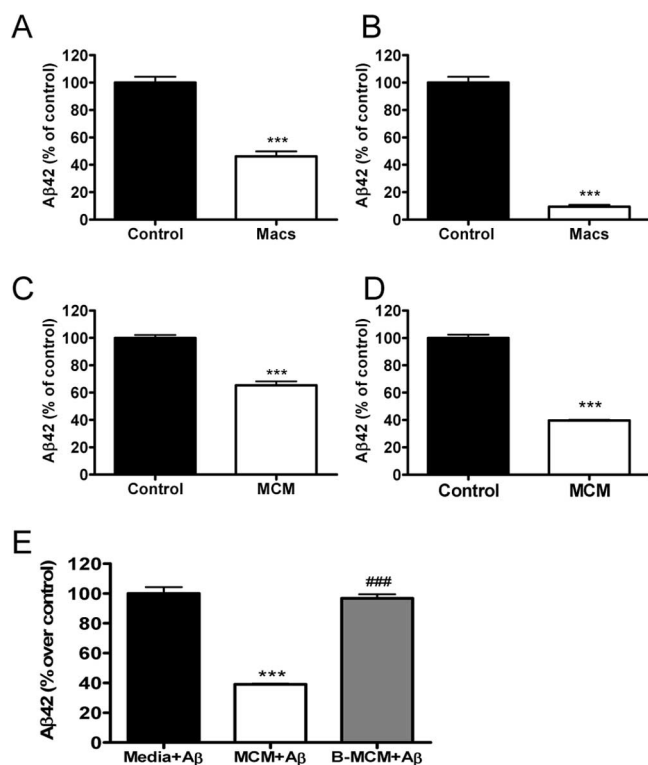 A
Aβ42 (% of control)
120
100
80
60
40
20
0
***
Control Macs
B
Aβ42 (% of control)
120
100
80
60
40
20
0
***
Control Macs
C
Aβ42 (% of control)
120
100
80
60
40
20
0
***
Control MCM
D
Aβ42 (% of control)
120
100
80
60
40
20
0
***
Control MCM
E
Aβ42 (% over control)
120
100
80
60
40
20
0
***
###
Media+Aβ MCM+Aβ B-MCM+Aβ